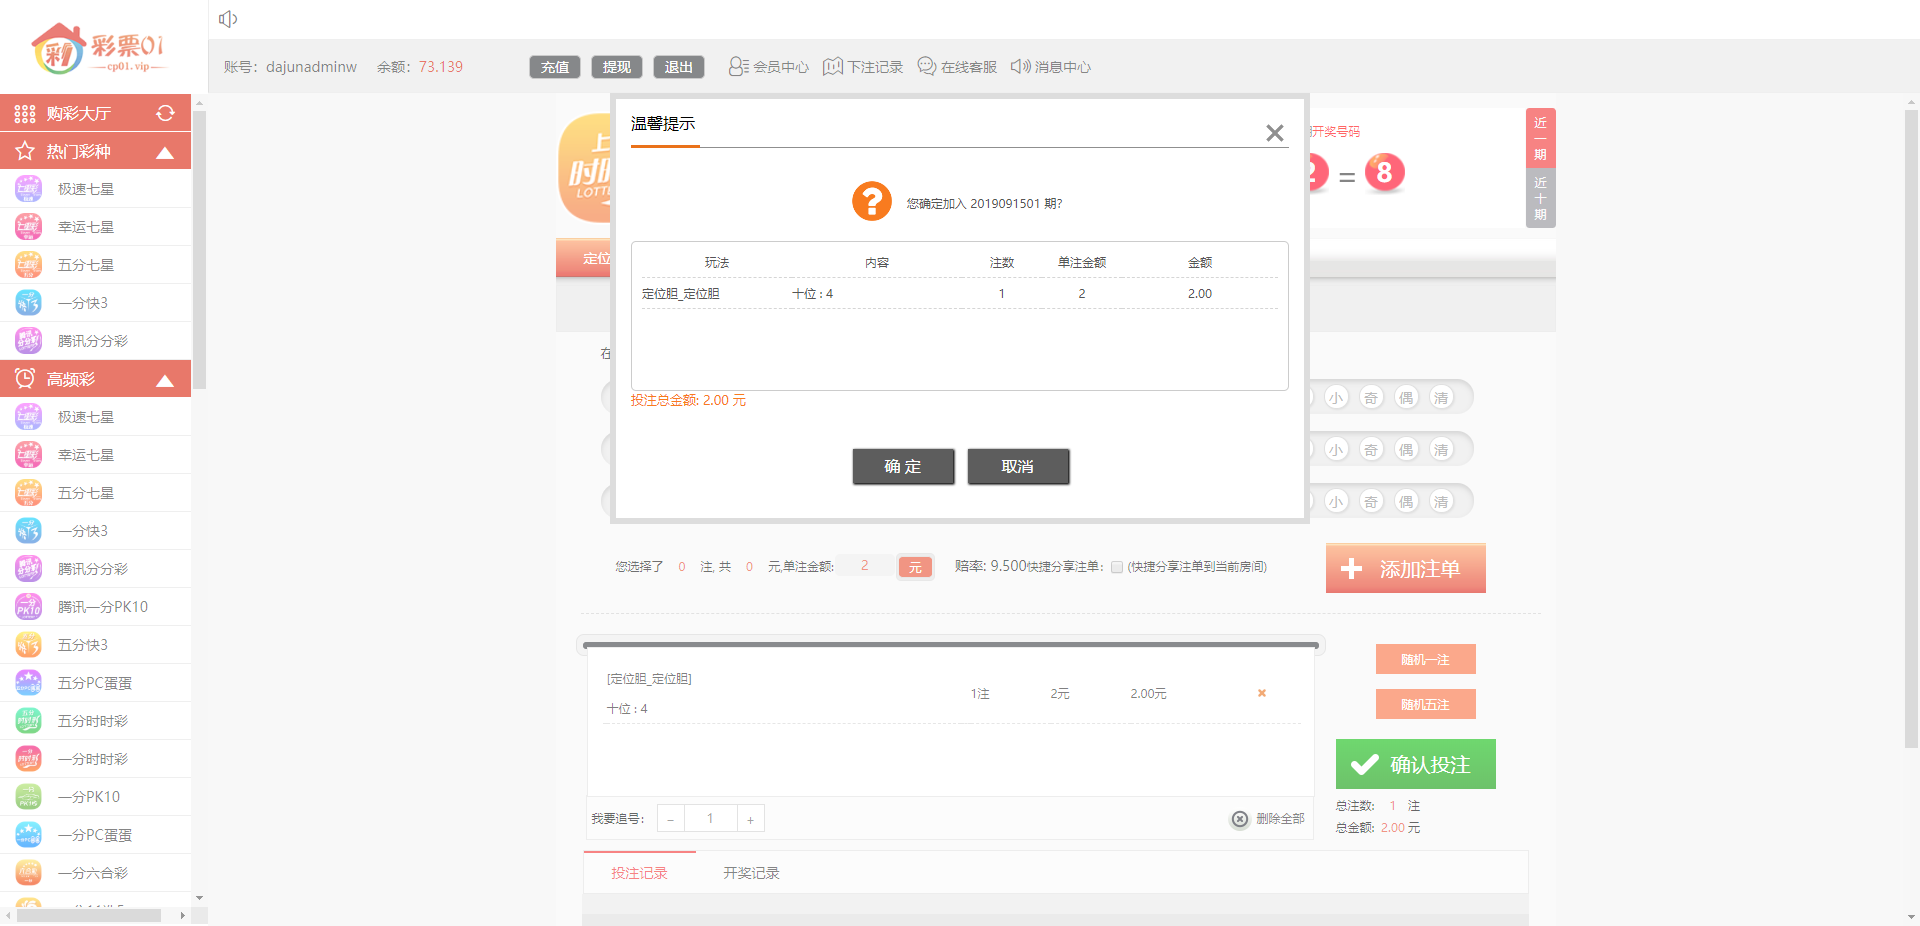 彩票01
cp01.vip
账号：dajunadminw 余额：73.139 充值 提现 退出 会员中心 下注记录 在线客服 消息中心
购彩大厅
热门彩种
极速七星
幸运七星
五分七星
一分快3
腾讯分分彩
高频彩
极速七星
幸运七星
五分七星
一分快3
腾讯分分彩
腾讯一分PK10
五分快3
五分PC蛋蛋
五分时时彩
一分时时彩
一分PK10
一分PC蛋蛋
一分六合彩
上
时时
LOTTE
定位
在
温馨提示
您确定加入 2019091501 期?
玩法 内容 注数 单注金额 金额
定位胆_定位胆 十位 : 4 1 2 2.00
投注总金额: 2.00 元
确 定 取消
开奖号码
2 = 8
近一期
近十期
小 奇 偶 清
小 奇 偶 清
小 奇 偶 清
您选择了 0 注, 共 0 元,单注金额: 2 元 赔率: 9.500快捷分享注单： (快捷分享注单到当前房间)
添加注单
[定位胆_定位胆]
十位 : 4
1注 2元 2.00元
随机一注
随机五注
确认投注
我要追号： - 1 + 删除全部
总注数: 1 注
总金额: 2.00 元
投注记录 开奖记录